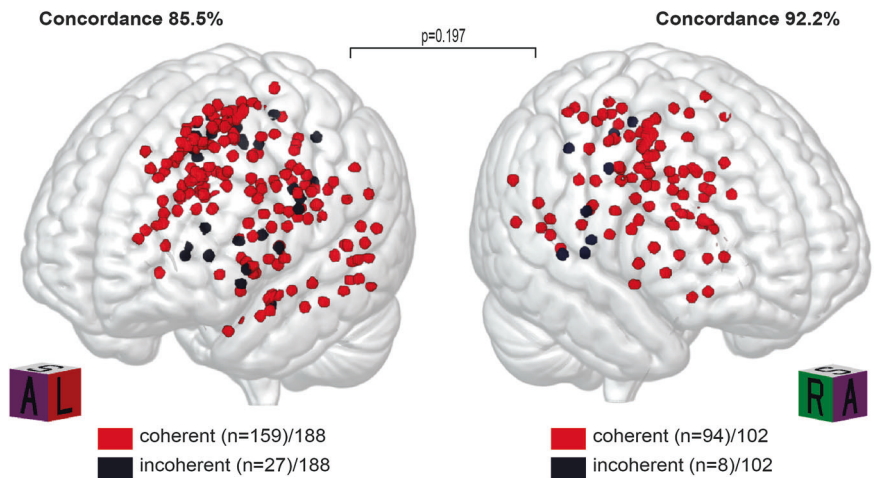 Concordance 85.5%
Concordance 92.2%
p=0.197
S
A L
S
R A
coherent (n=159)/188
incoherent (n=27)/188
coherent (n=94)/102
incoherent (n=8)/102